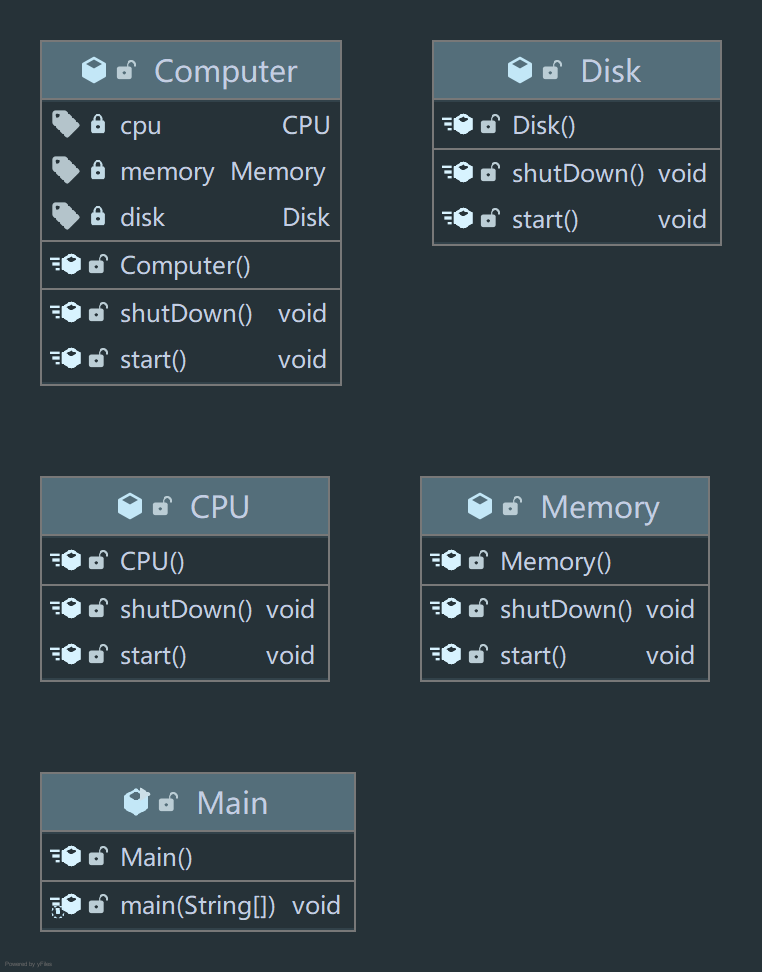 Computer
cpu CPU
memory Memory
disk Disk
Computer()
shutDown() void
start() void
Disk
Disk()
shutDown() void
start() void
CPU
CPU()
shutDown() void
start() void
Memory
Memory()
shutDown() void
start() void
Main
Main()
main(String[]) void
Powered by yFiles